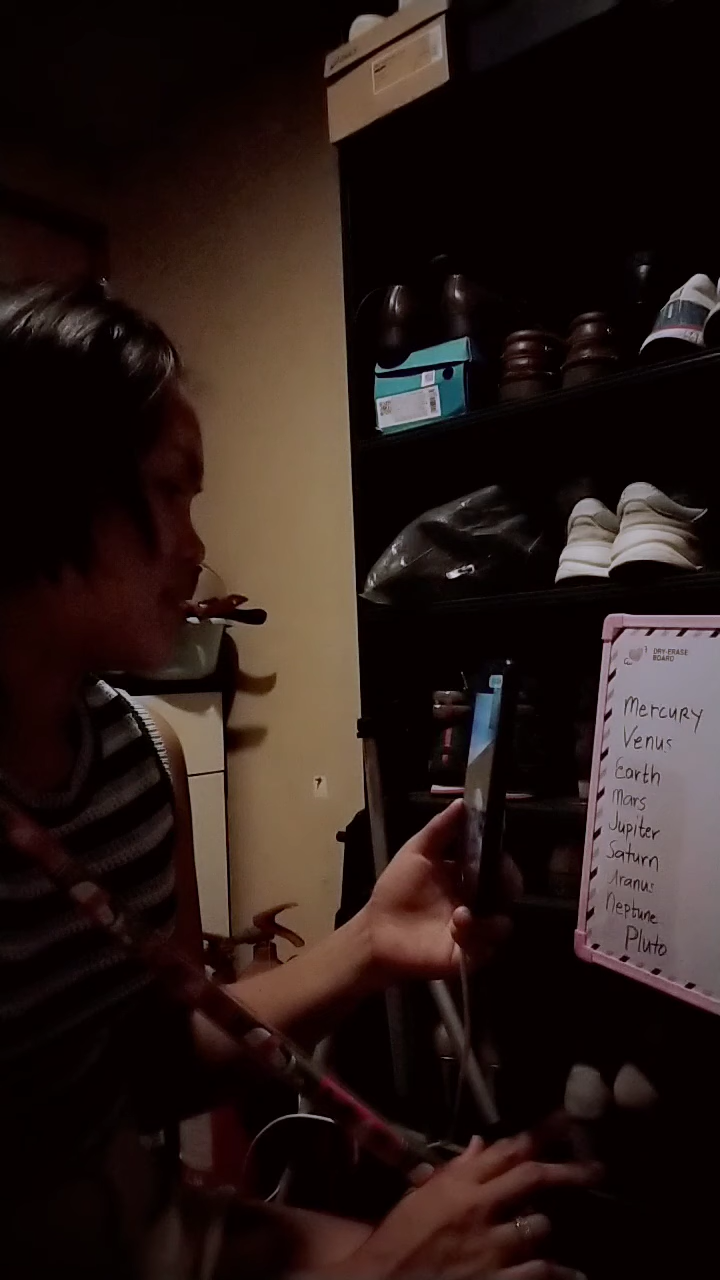 DRY-ERASE
BOARD
Mercury
Venus
Earth
Mars
Jupiter
Saturn
Aranus
Neptune
Pluto